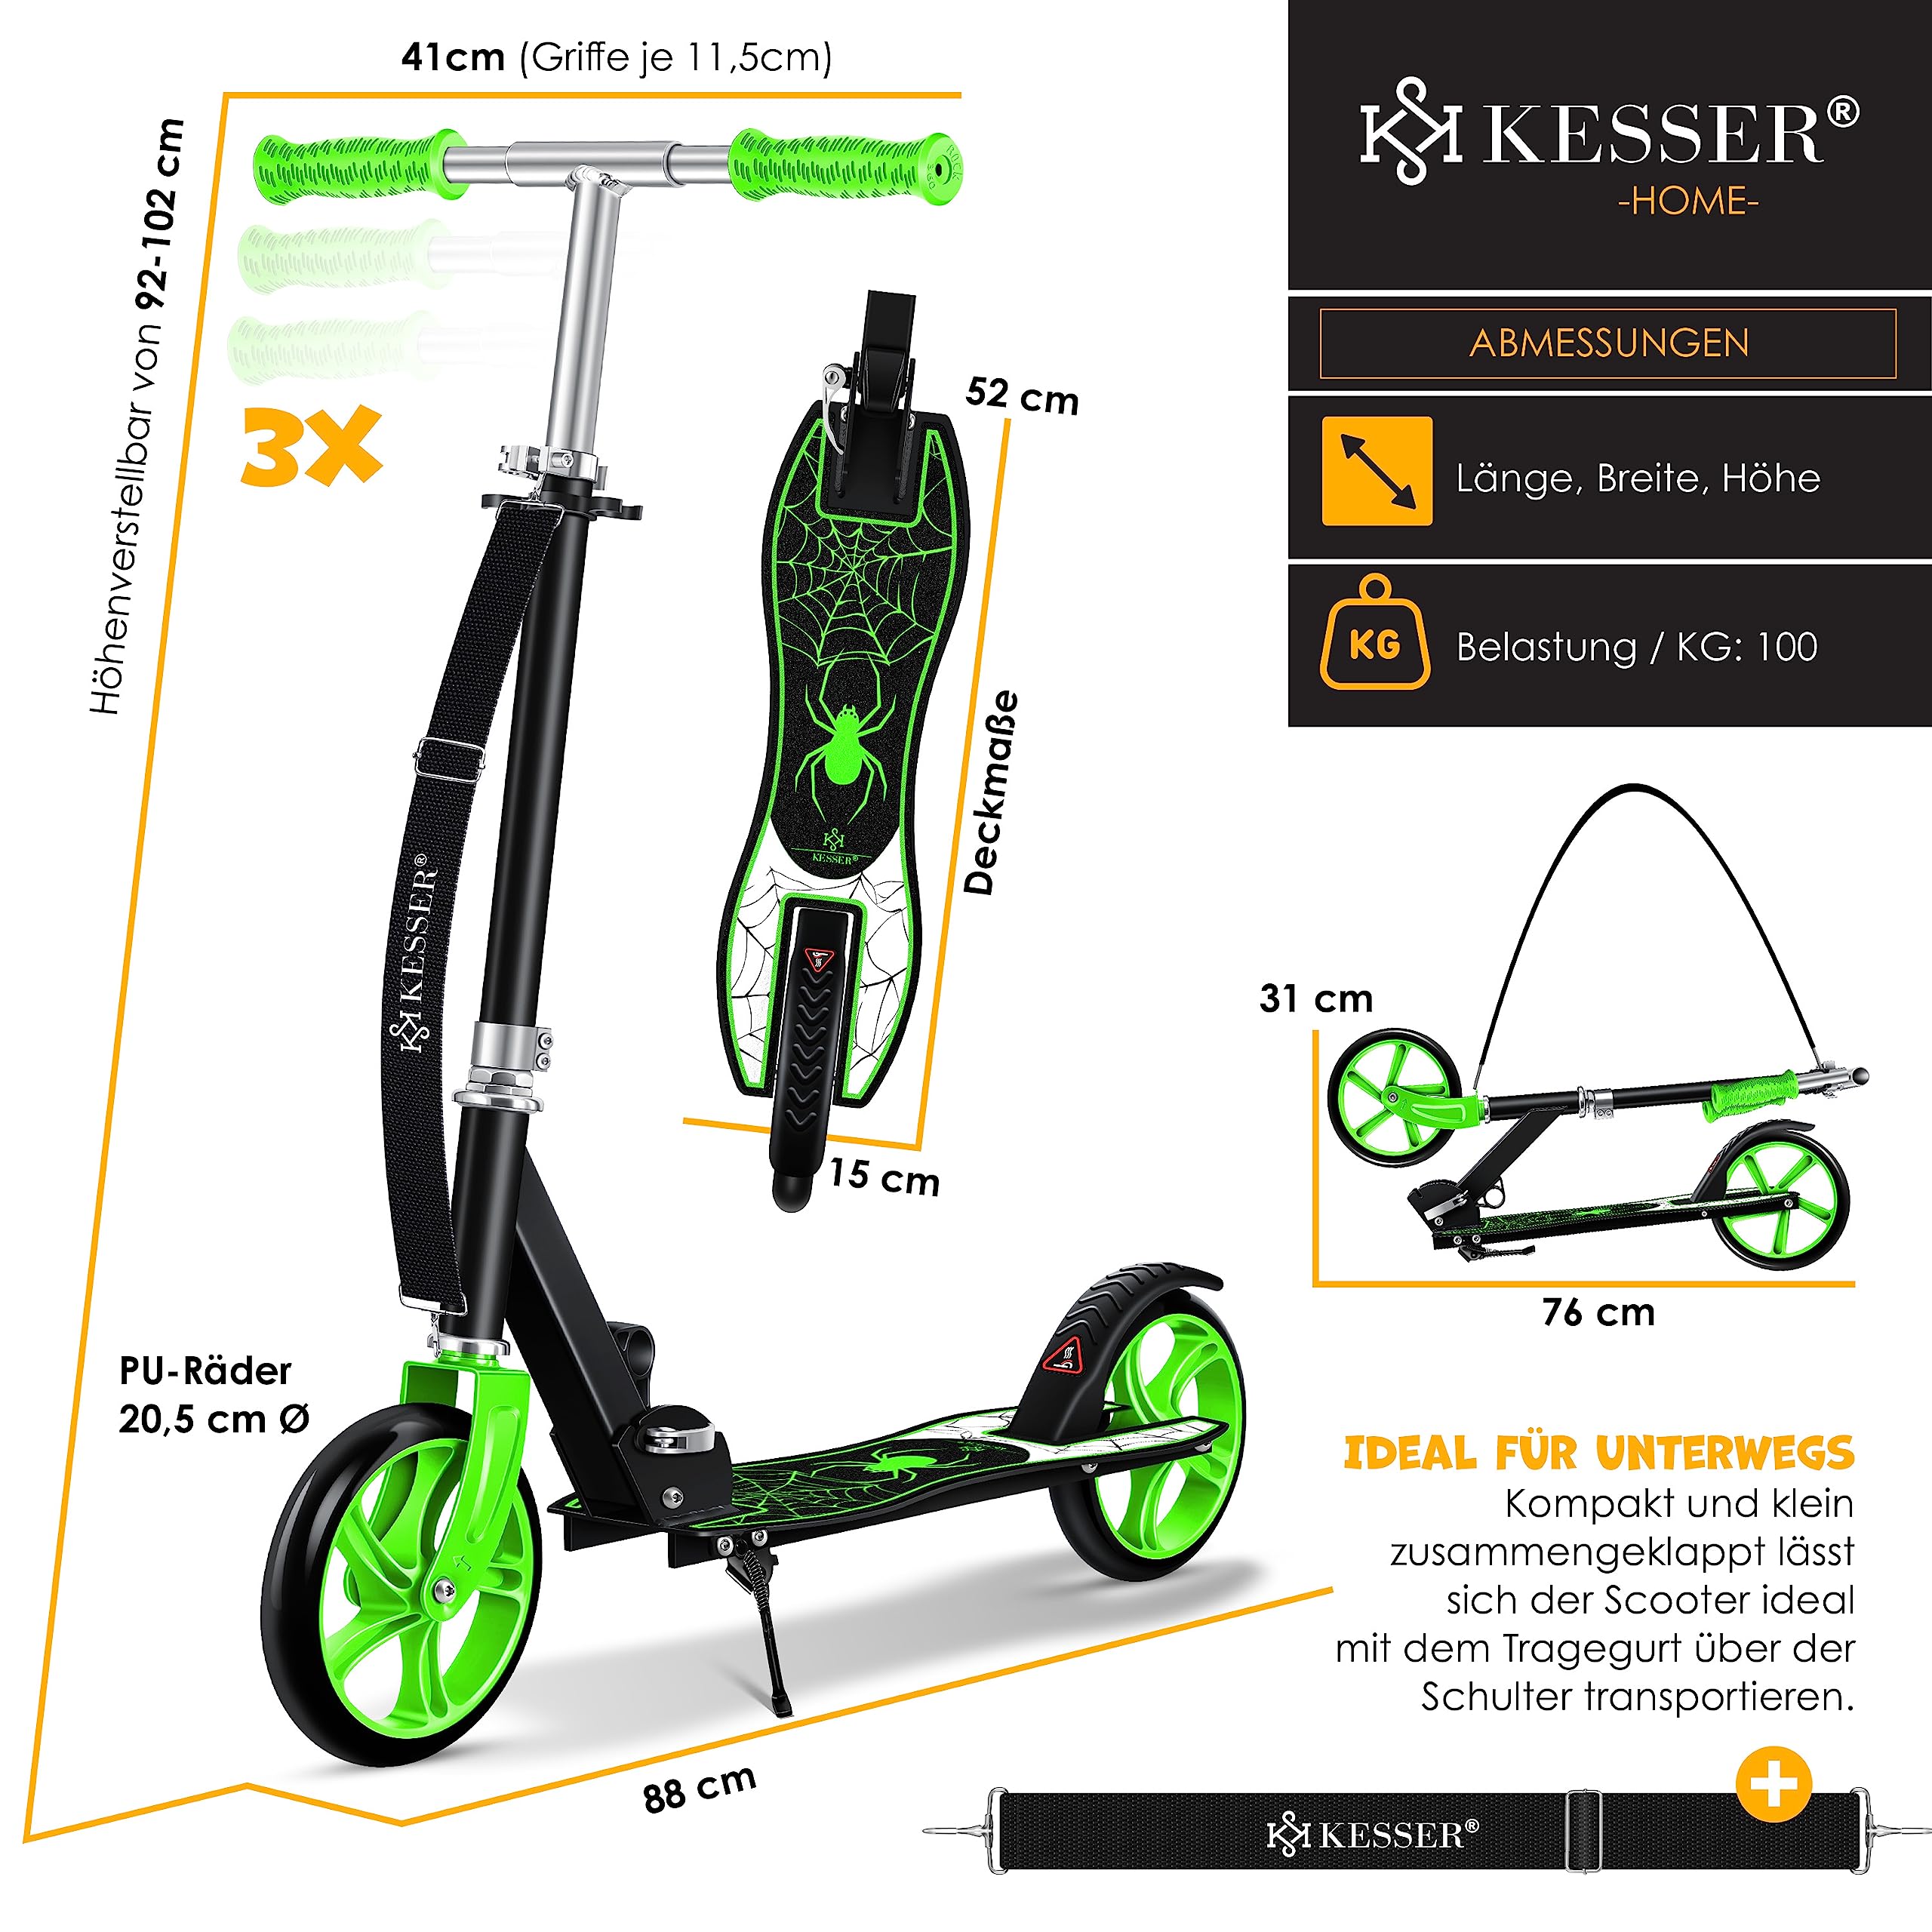 41cm (Griffe je 11,5cm)
Höhenverstellbar von 92-102 cm
3X
KESSER®
-HOME-
ABMESSUNGEN
Länge, Breite, Höhe
KG
Belastung / KG: 100
52 cm
Deckmaße
15 cm
KESSER®
KESSER®
31 cm
76 cm
PU-Räder
20,5 cm Ø
88 cm
IDEAL FÜR UNTERWEGS
Kompakt und klein
zusammengeklappt lässt
sich der Scooter ideal
mit dem Tragegurt über der
Schulter transportieren.
KESSER®